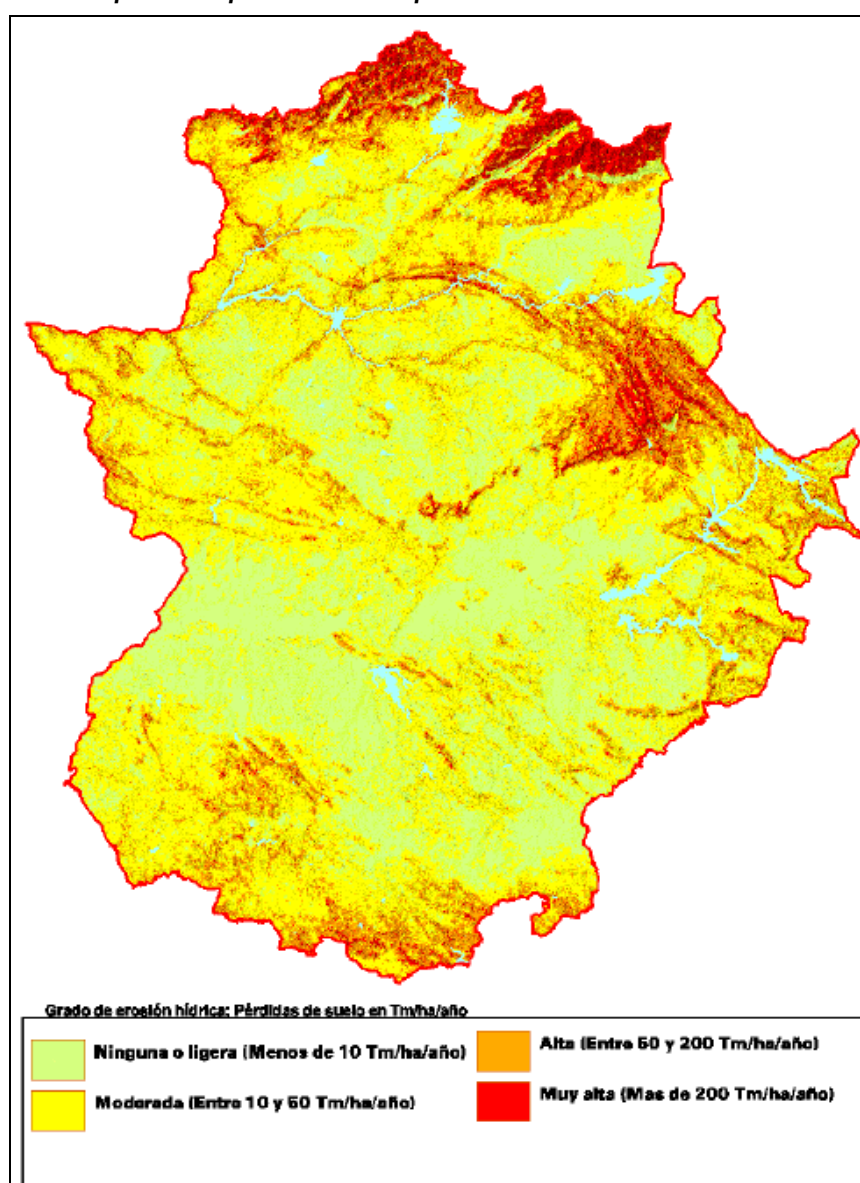 Grado de erosión hídrica: Pérdidas de suelo en Tm/ha/año
Ninguna o ligera (Menos de 10 Tm/ha/año)
Alta (Entre 50 y 200 Tm/ha/año)
Moderada (Entre 10 y 50 Tm/ha/año)
Muy alta (Mas de 200 Tm/ha/año)